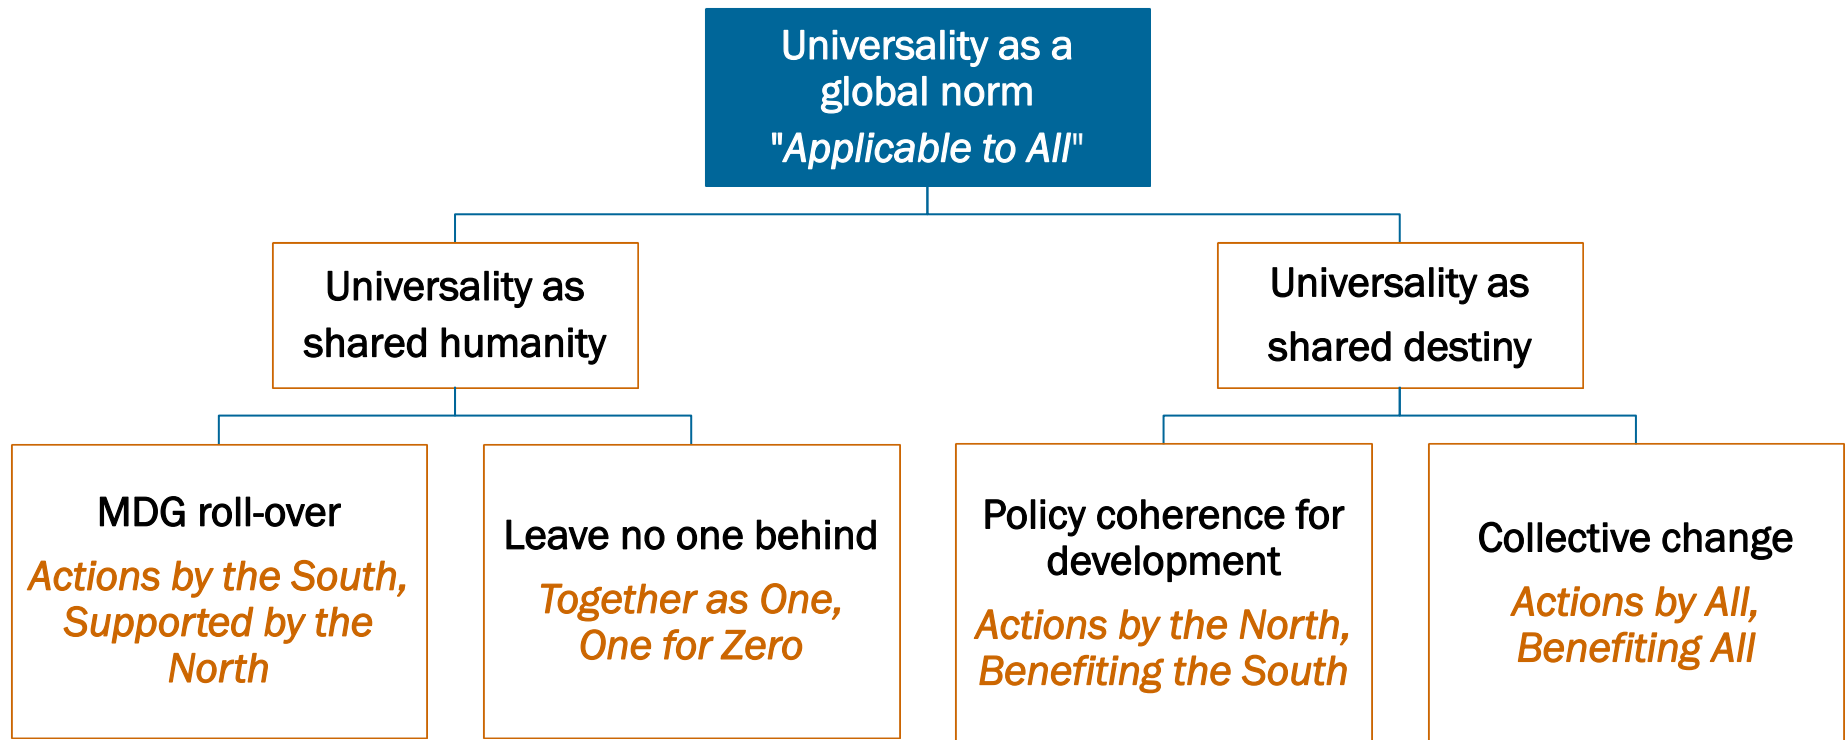 Universality as a
global norm
"Applicable to All"
Universality as
shared humanity
Universality as
shared destiny
MDG roll-over
Actions by the South,
Supported by the
North
Leave no one behind
Together as One,
One for Zero
Policy coherence for
development
Actions by the North,
Benefiting the South
Collective change
Actions by All,
Benefiting All